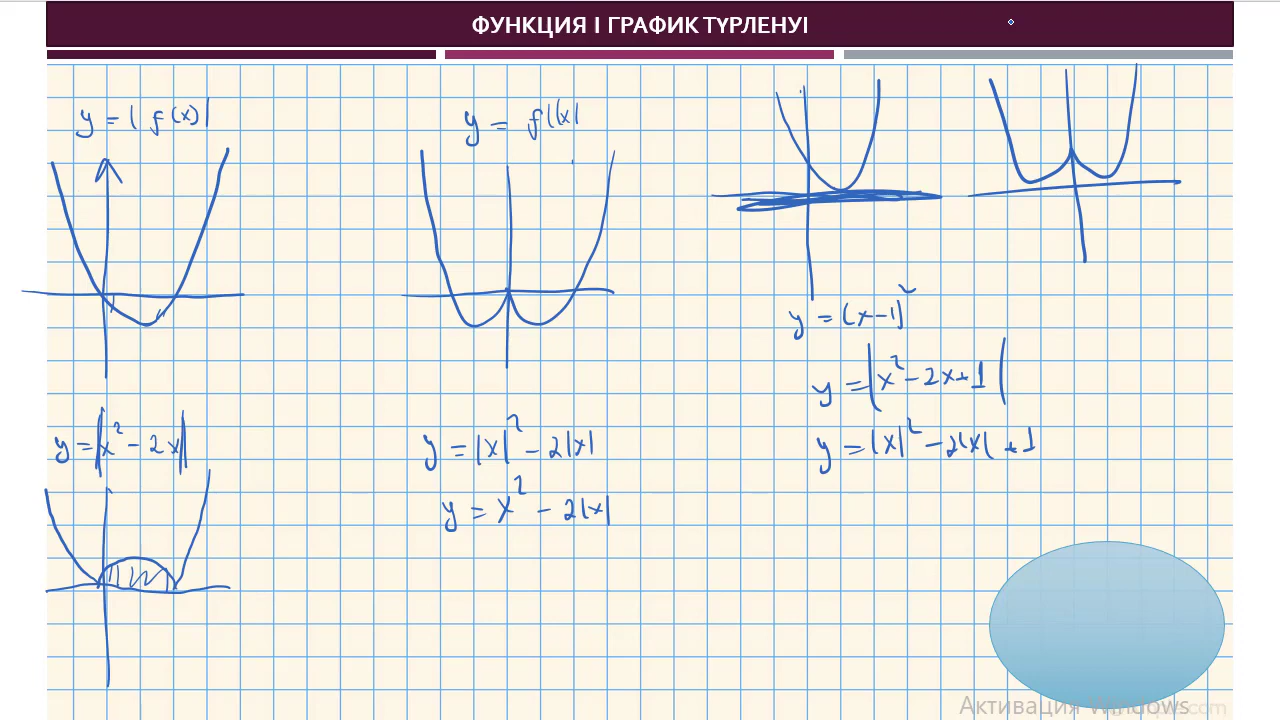 ФУНКЦИЯ І ГРАФИК ТҮРЛЕНУІ
y = | f(x)|
y = f(|x|
y = |x² - 2x|
y = |x|² - 2|x|
y = x² - 2|x|
y = (x-1)²
y = |x² - 2x+1|
y = |x|² - 2|x| +1
Активация Windows